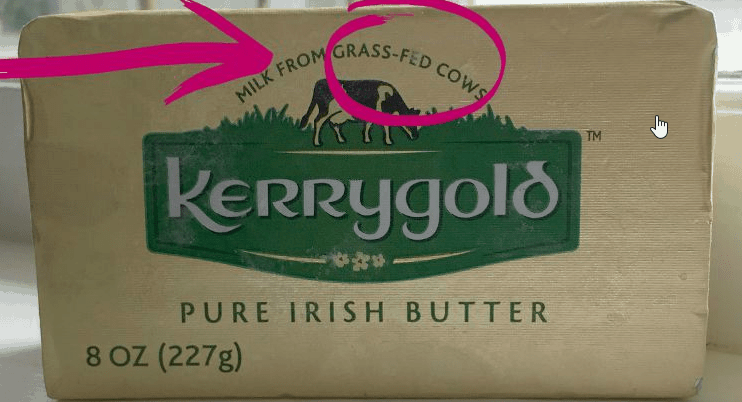 MILK FROM GRASS-FED COWS
Kerrygold
TM
PURE IRISH BUTTER
8 OZ (227g)